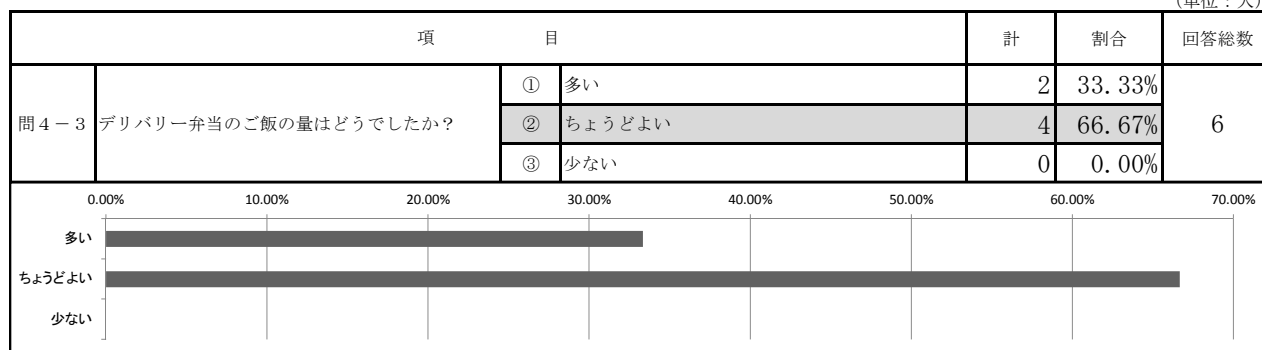 (単位：人)
項　目 計 割合 回答総数
問４－３ デリバリー弁当のご飯の量はどうでしたか？
① 多い 2 33.33%
② ちょうどよい 4 66.67%
③ 少ない 0 0.00%
6
0.00% 10.00% 20.00% 30.00% 40.00% 50.00% 60.00% 70.00%
多い
ちょうどよい
少ない